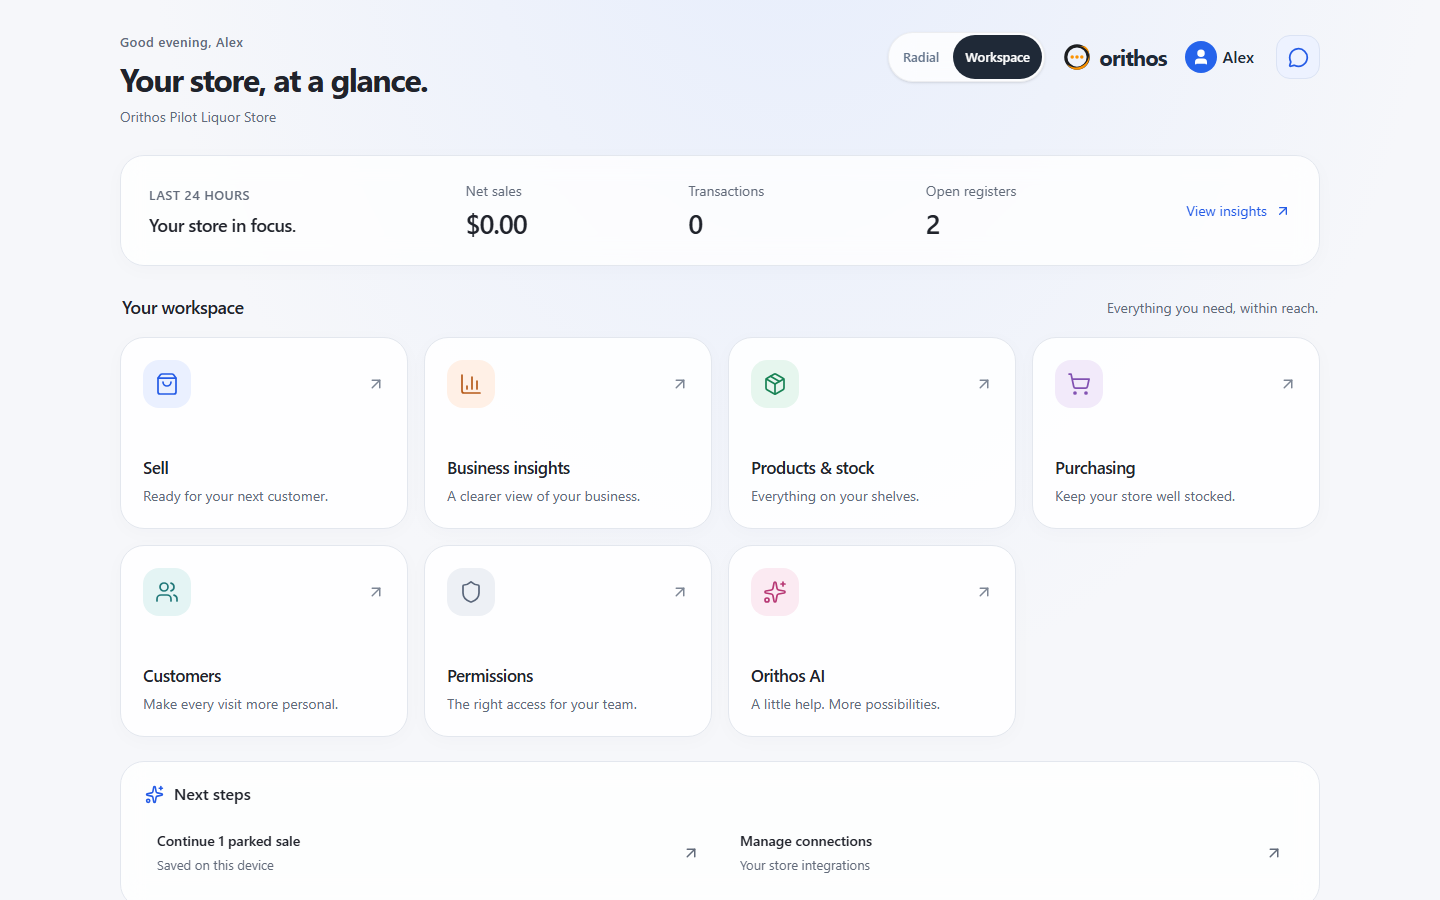 Good evening, Alex
Your store, at a glance.
Orithos Pilot Liquor Store
Radial
Workspace
orithos
Alex
LAST 24 HOURS
Your store in focus.
Net sales
$0.00
Transactions
0
Open registers
2
View insights
Your workspace
Everything you need, within reach.
Sell
Ready for your next customer.
Business insights
A clearer view of your business.
Products & stock
Everything on your shelves.
Purchasing
Keep your store well stocked.
Customers
Make every visit more personal.
Permissions
The right access for your team.
Orithos AI
A little help. More possibilities.
Next steps
Continue 1 parked sale
Saved on this device
Manage connections
Your store integrations